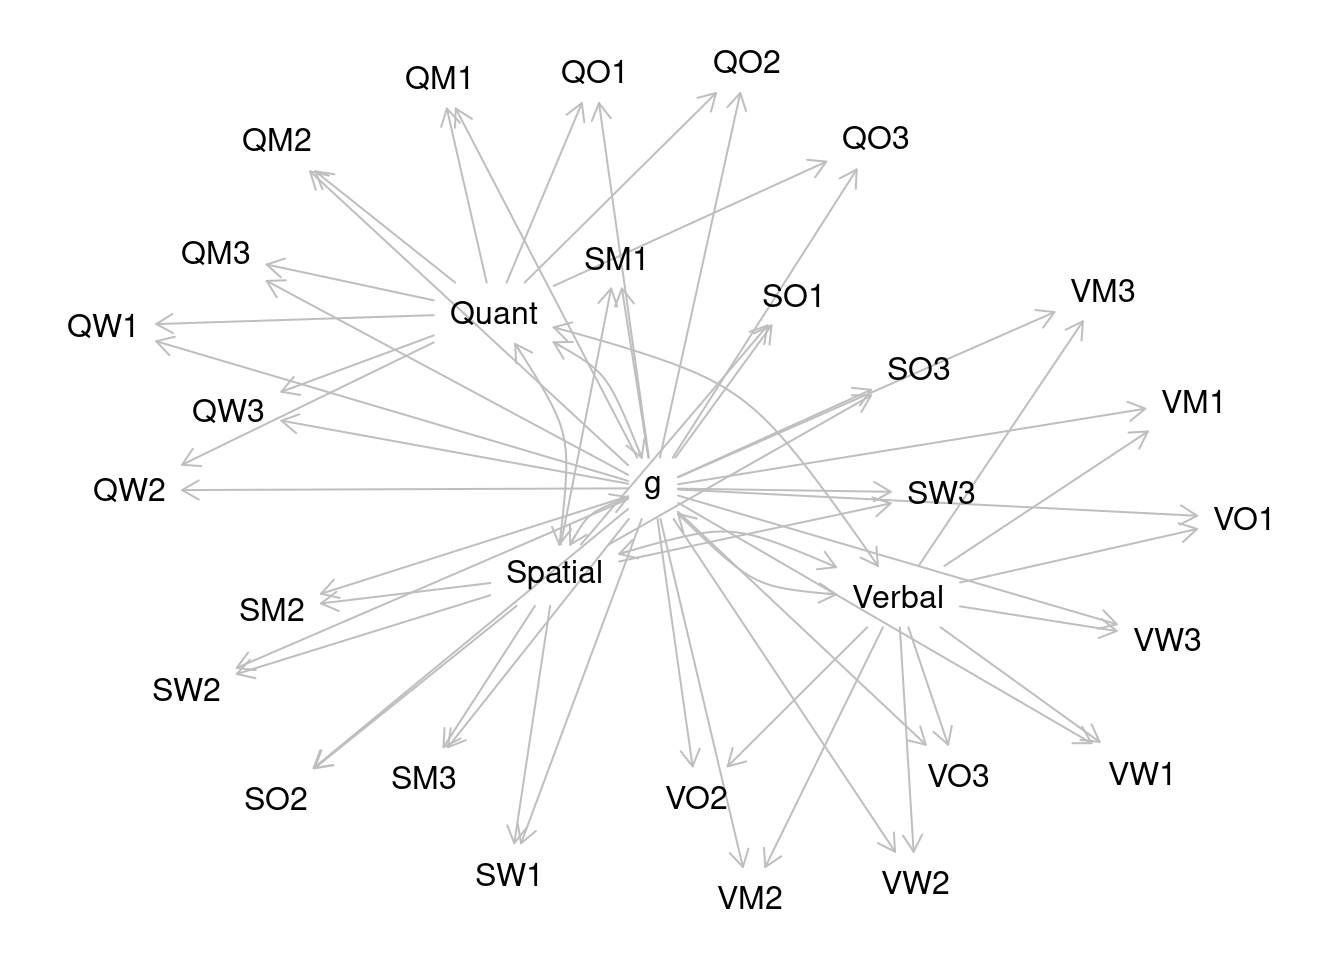 QO2
QO1
QM1
QO3
QM2
QM3
SM1
VM3
SO1
Quant
QW1
SO3
VM1
QW3
g
QW2
SW3
VO1
Spatial
Verbal
SM2
VW3
SW2
VW1
VO3
SM3
VO2
SO2
SW1
VW2
VM2